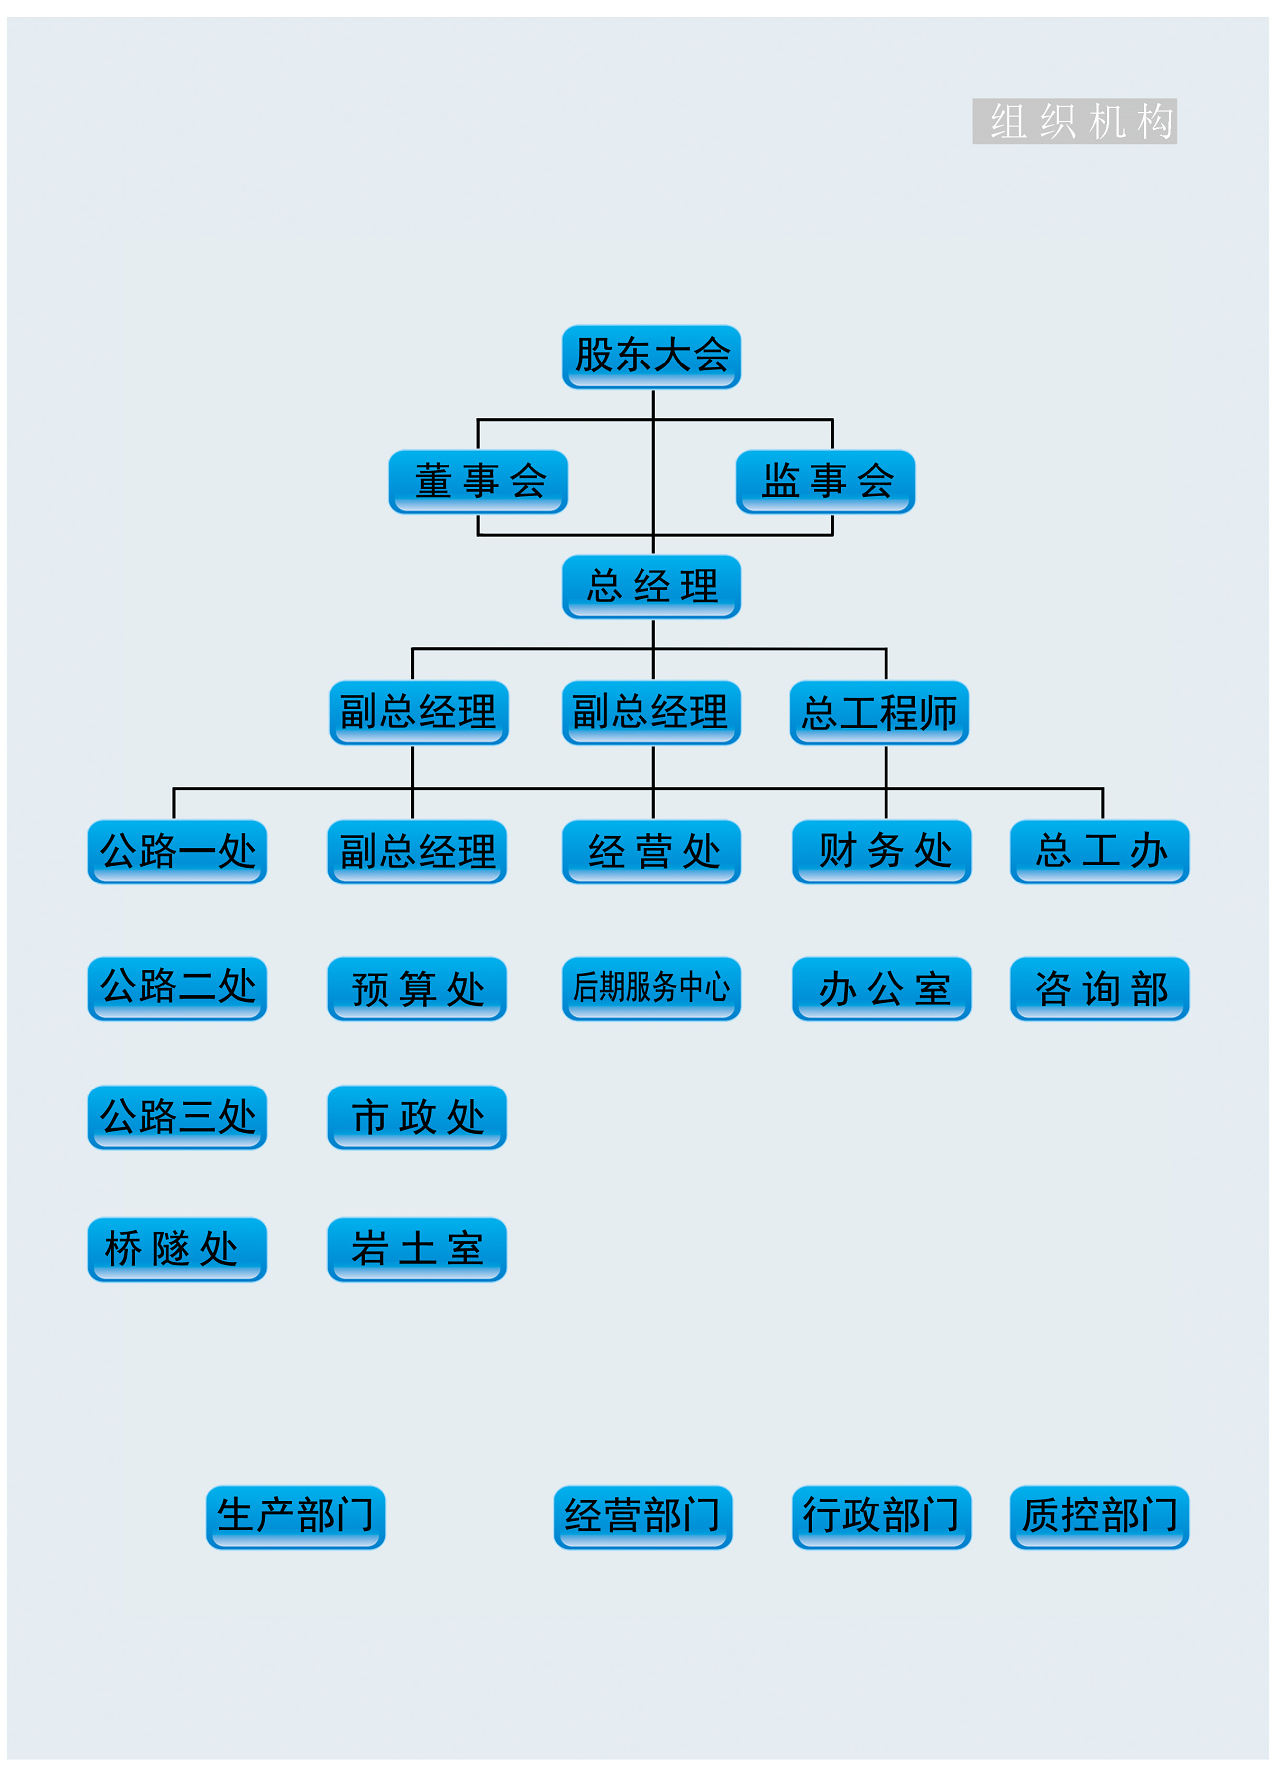 组织机构
股东大会
董事会 监事会
总经理
副总经理 副总经理 总工程师
公路一处 副总经理 经营处 财务处 总工办
公路二处 预算处 后期服务中心 办公室 咨询部
公路三处 市政处
桥隧处 岩土室
生产部门 经营部门 行政部门 质控部门